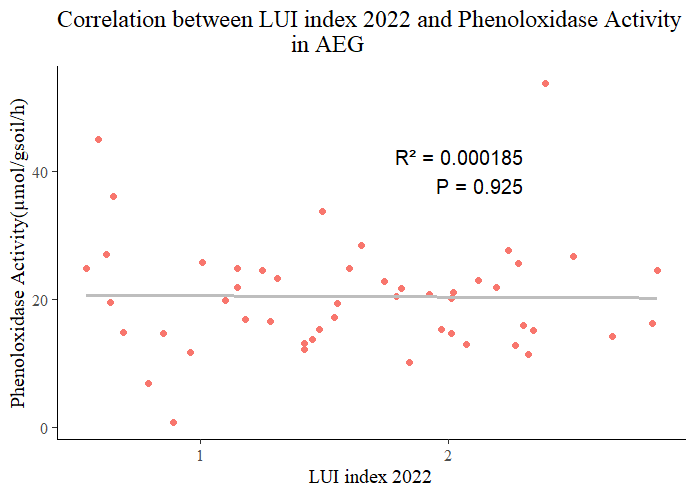 Correlation between LUI index 2022 and Phenoloxidase Activity
in AEG
Phenoloxidase Activity(µmol/gsoil/h)
R² = 0.000185
P = 0.925
40
20
0
1
2
LUI index 2022